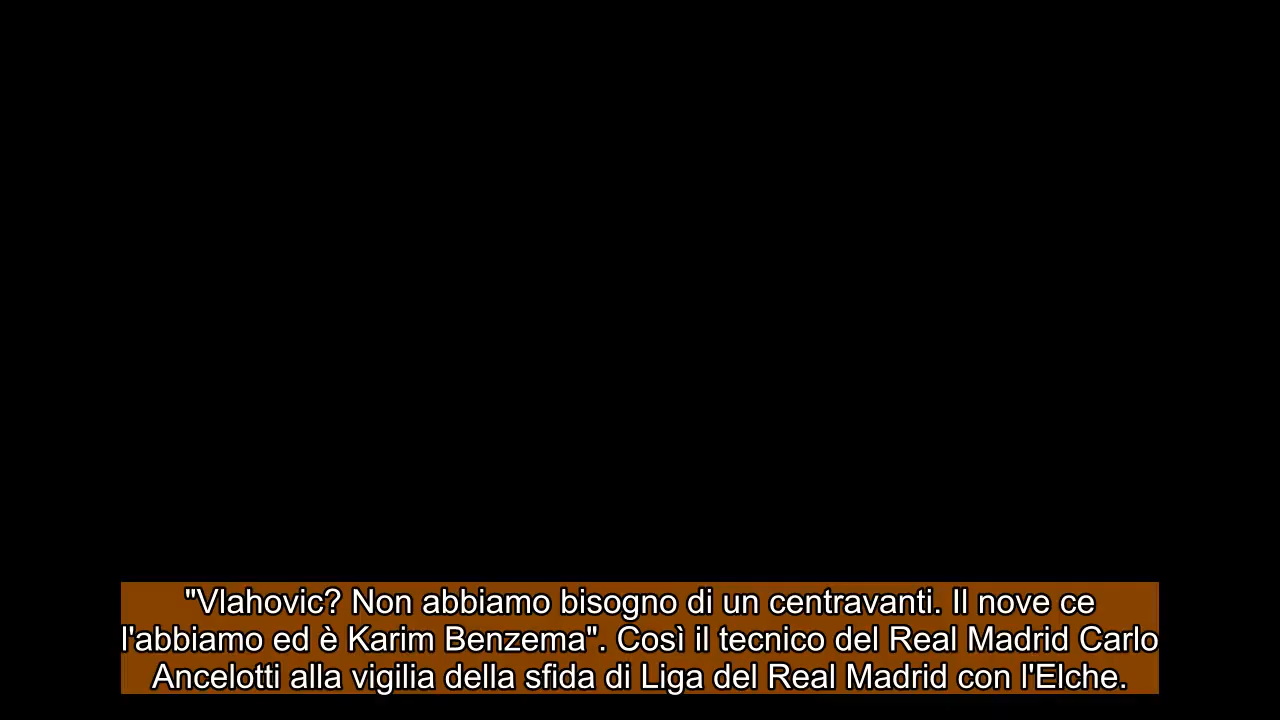 "Vlahovic? Non abbiamo bisogno di un centravanti. Il nove ce
l'abbiamo ed è Karim Benzema". Così il tecnico del Real Madrid Carlo
Ancelotti alla vigilia della sfida di Liga del Real Madrid con l'Elche.